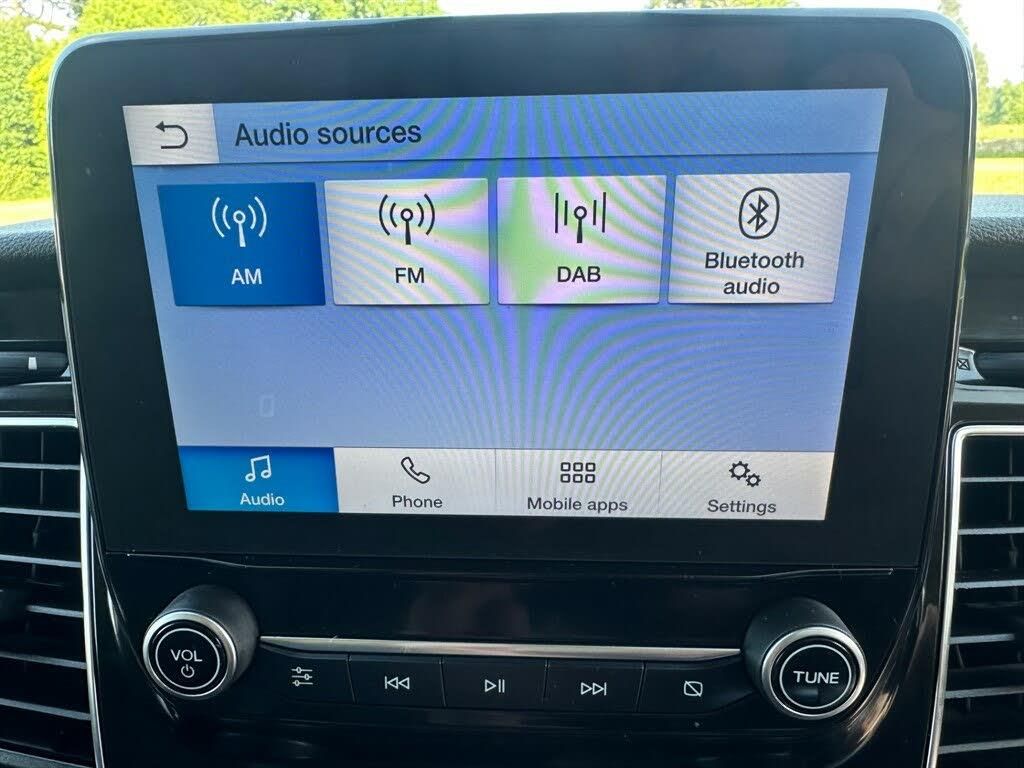 Audio sources
AM
FM
DAB
Bluetooth
audio
Audio
Phone
Mobile apps
Settings
VOL
TUNE